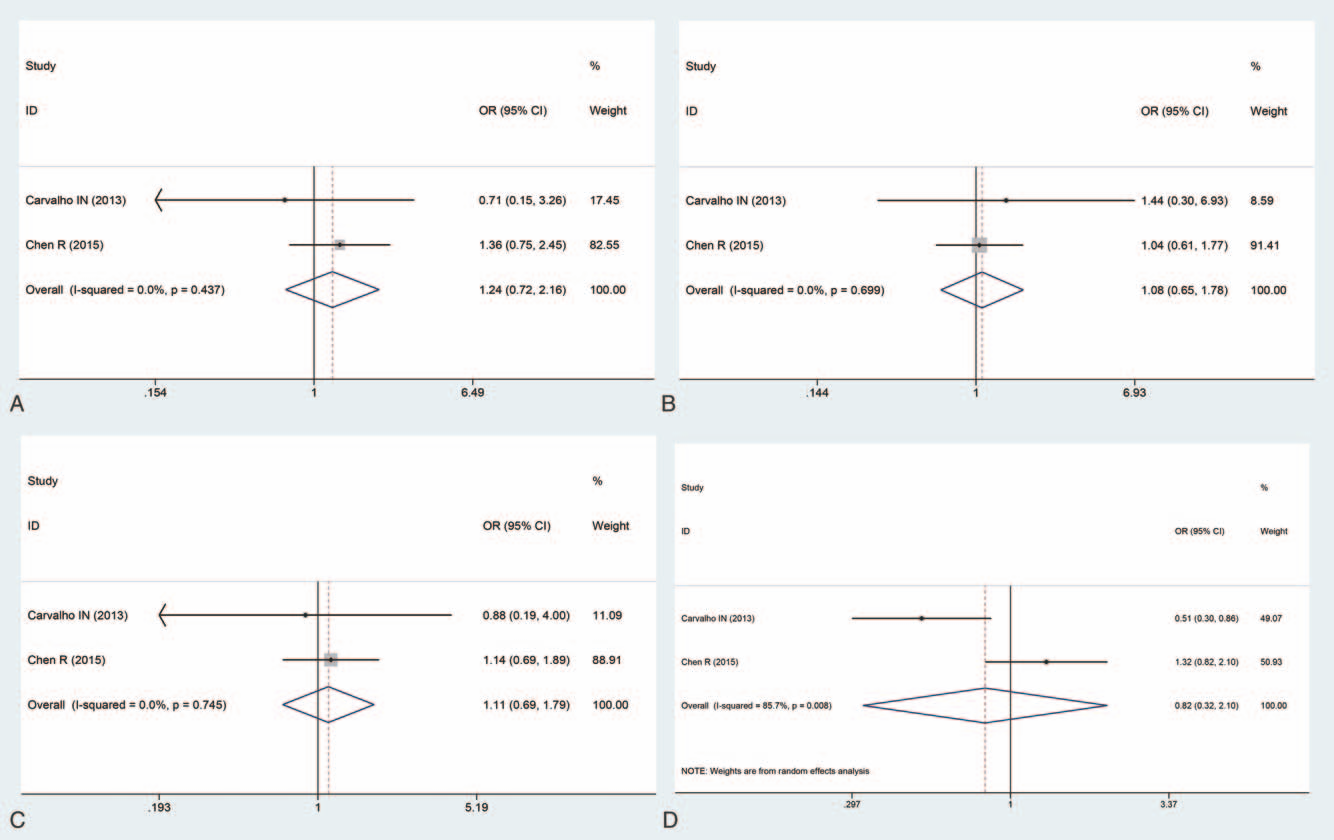 Study %
ID OR (95% CI) Weight
Carvalho IN (2013) 0.71 (0.15, 3.26) 17.45
Chen R (2015) 1.36 (0.75, 2.45) 82.55
Overall (I-squared = 0.0%, p = 0.437) 1.24 (0.72, 2.16) 100.00
.154 1 6.49
A
Study %
ID OR (95% CI) Weight
Carvalho IN (2013) 1.44 (0.30, 6.93) 8.59
Chen R (2015) 1.04 (0.61, 1.77) 91.41
Overall (I-squared = 0.0%, p = 0.699) 1.08 (0.65, 1.78) 100.00
.144 1 6.93
B
Study %
ID OR (95% CI) Weight
Carvalho IN (2013) 0.88 (0.19, 4.00) 11.09
Chen R (2015) 1.14 (0.69, 1.89) 88.91
Overall (I-squared = 0.0%, p = 0.745) 1.11 (0.69, 1.79) 100.00
.193 1 5.19
C
Study %
ID OR (95% CI) Weight
Carvalho IN (2013) 0.51 (0.30, 0.86) 49.07
Chen R (2015) 1.32 (0.82, 2.10) 50.93
Overall (I-squared = 85.7%, p = 0.008) 0.82 (0.32, 2.10) 100.00
NOTE: Weights are from random effects analysis
.297 1 3.37
D